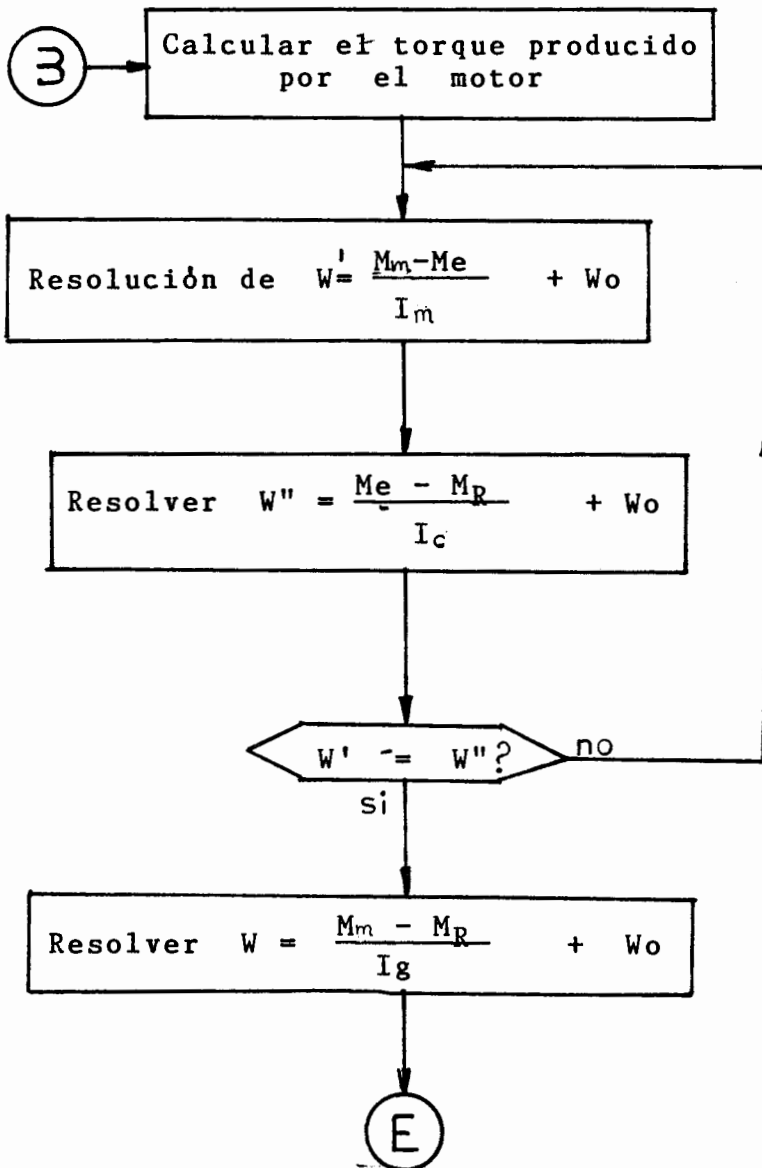 3
Calcular el torque producido
por el motor
Resolución de W' = Mm-Me / Im + Wo
Resolver W" = Me - MR / Ic + Wo
W' = W"?
no
si
Resolver W = Mm - MR / Ig + Wo
E